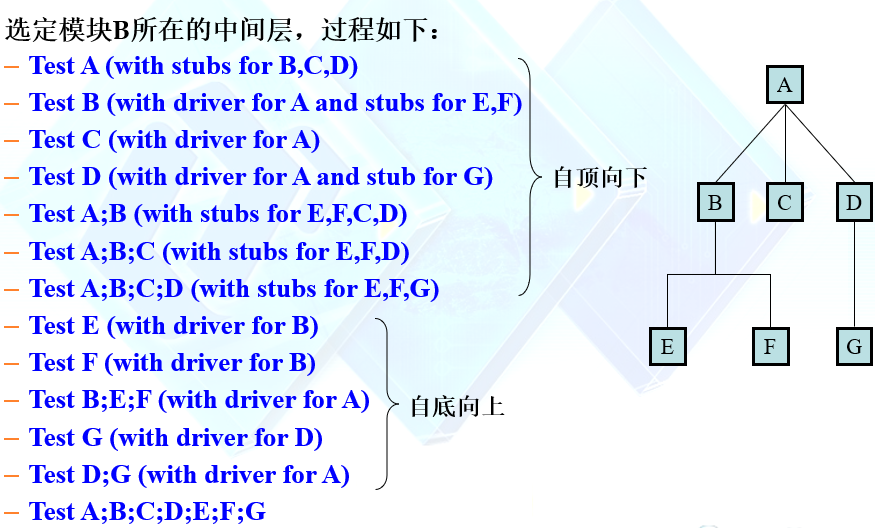 选定模块B所在的中间层，过程如下：
– Test A (with stubs for B,C,D)
– Test B (with driver for A and stubs for E,F)
– Test C (with driver for A)
– Test D (with driver for A and stub for G)
– Test A;B (with stubs for E,F,C,D)
– Test A;B;C (with stubs for E,F,D)
– Test A;B;C;D (with stubs for E,F,G)
自顶向下
– Test E (with driver for B)
– Test F (with driver for B)
– Test B;E;F (with driver for A)
– Test G (with driver for D)
– Test D;G (with driver for A)
自底向上
– Test A;B;C;D;E;F;G
A
B C D
E F G